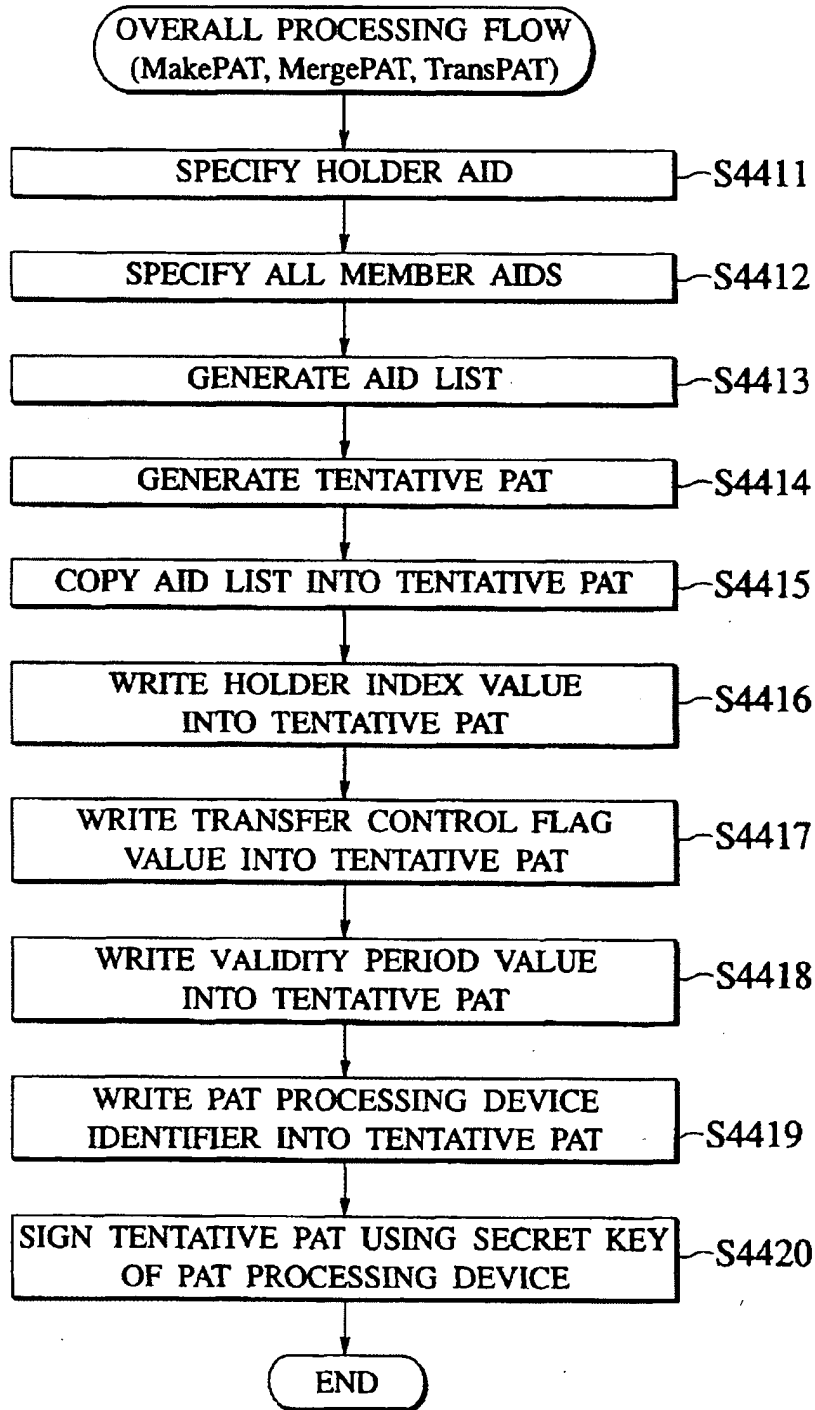 OVERALL PROCESSING FLOW
(MakePAT, MergePAT, TransPAT)
SPECIFY HOLDER AID
S4411
SPECIFY ALL MEMBER AIDS
S4412
GENERATE AID LIST
S4413
GENERATE TENTATIVE PAT
S4414
COPY AID LIST INTO TENTATIVE PAT
S4415
WRITE HOLDER INDEX VALUE
INTO TENTATIVE PAT
S4416
WRITE TRANSFER CONTROL FLAG
VALUE INTO TENTATIVE PAT
S4417
WRITE VALIDITY PERIOD VALUE
INTO TENTATIVE PAT
S4418
WRITE PAT PROCESSING DEVICE
IDENTIFIER INTO TENTATIVE PAT
S4419
SIGN TENTATIVE PAT USING SECRET KEY
OF PAT PROCESSING DEVICE
S4420
END